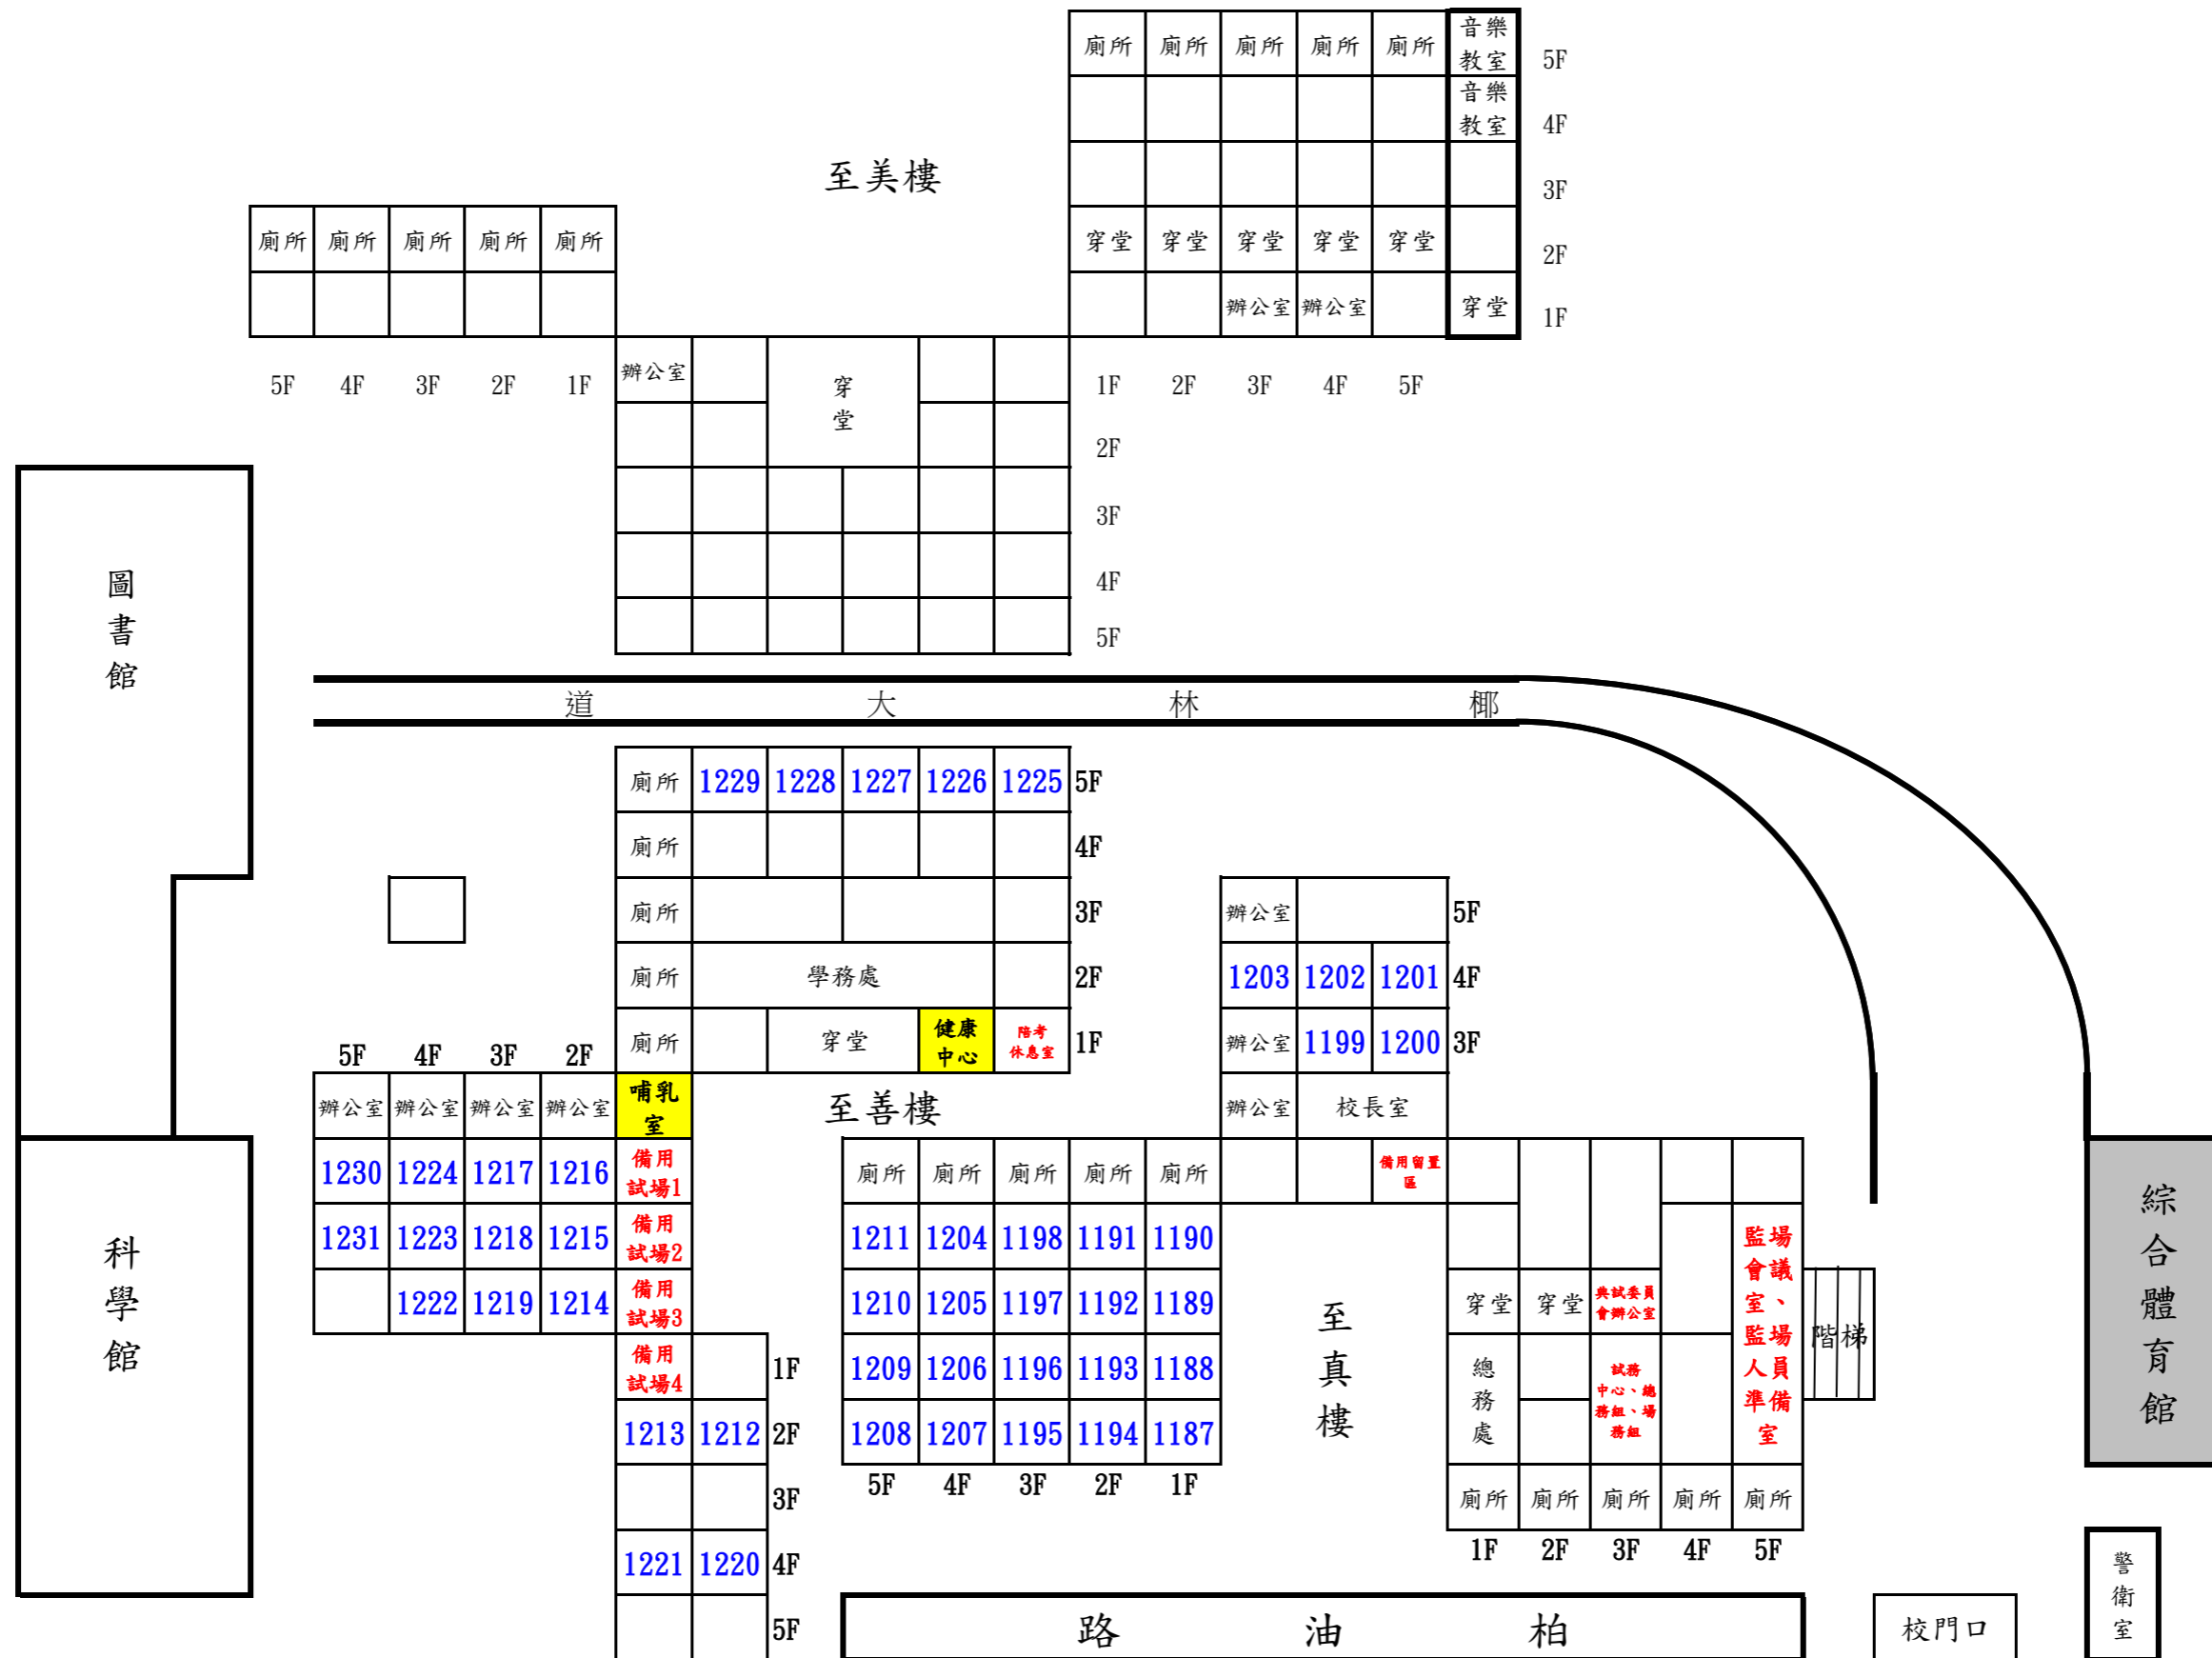 廁所 廁所 廁所 廁所 廁所 音樂
教室 5F
音樂
教室 4F
至美樓
3F
廁所 廁所 廁所 廁所 廁所 穿堂 穿堂 穿堂 穿堂 穿堂 2F
辦公室 辦公室 穿堂 1F
5F 4F 3F 2F 1F 辦公室 穿
堂 1F 2F 3F 4F 5F
2F
3F
4F
5F
圖
書
館
道 大 林 椰
廁所 1229 1228 1227 1226 1225 5F
廁所 4F
廁所 3F 辦公室 5F
廁所 學務處 2F 1203 1202 1201 4F
廁所 穿堂 健康
中心 陪考
休息室 1F 辦公室 1199 1200 3F
5F 4F 3F 2F
辦公室 辦公室 辦公室 辦公室 哺乳
室 至善樓 辦公室 校長室
1230 1224 1217 1216 備用
試場1 廁所 廁所 廁所 廁所 廁所 備用留置
區
1231 1223 1218 1215 備用
試場2 1211 1204 1198 1191 1190
1222 1219 1214 備用
試場3 1210 1205 1197 1192 1189 穿堂 穿堂 典試委員
會辦公室
備用
試場4 1F 1209 1206 1196 1193 1188
1213 1212 2F 1208 1207 1195 1194 1187
3F 5F 4F 3F 2F 1F
1221 1220 4F
5F
至
真
樓
總
務
處
試務
中心、總
務組、場
務組
監場
會議
室、
監場
人員
準備
室
階梯
廁所 廁所 廁所 廁所 廁所
1F 2F 3F 4F 5F
科
學
館
綜
合
體
育
館
警
衛
室
路 油 柏
校門口